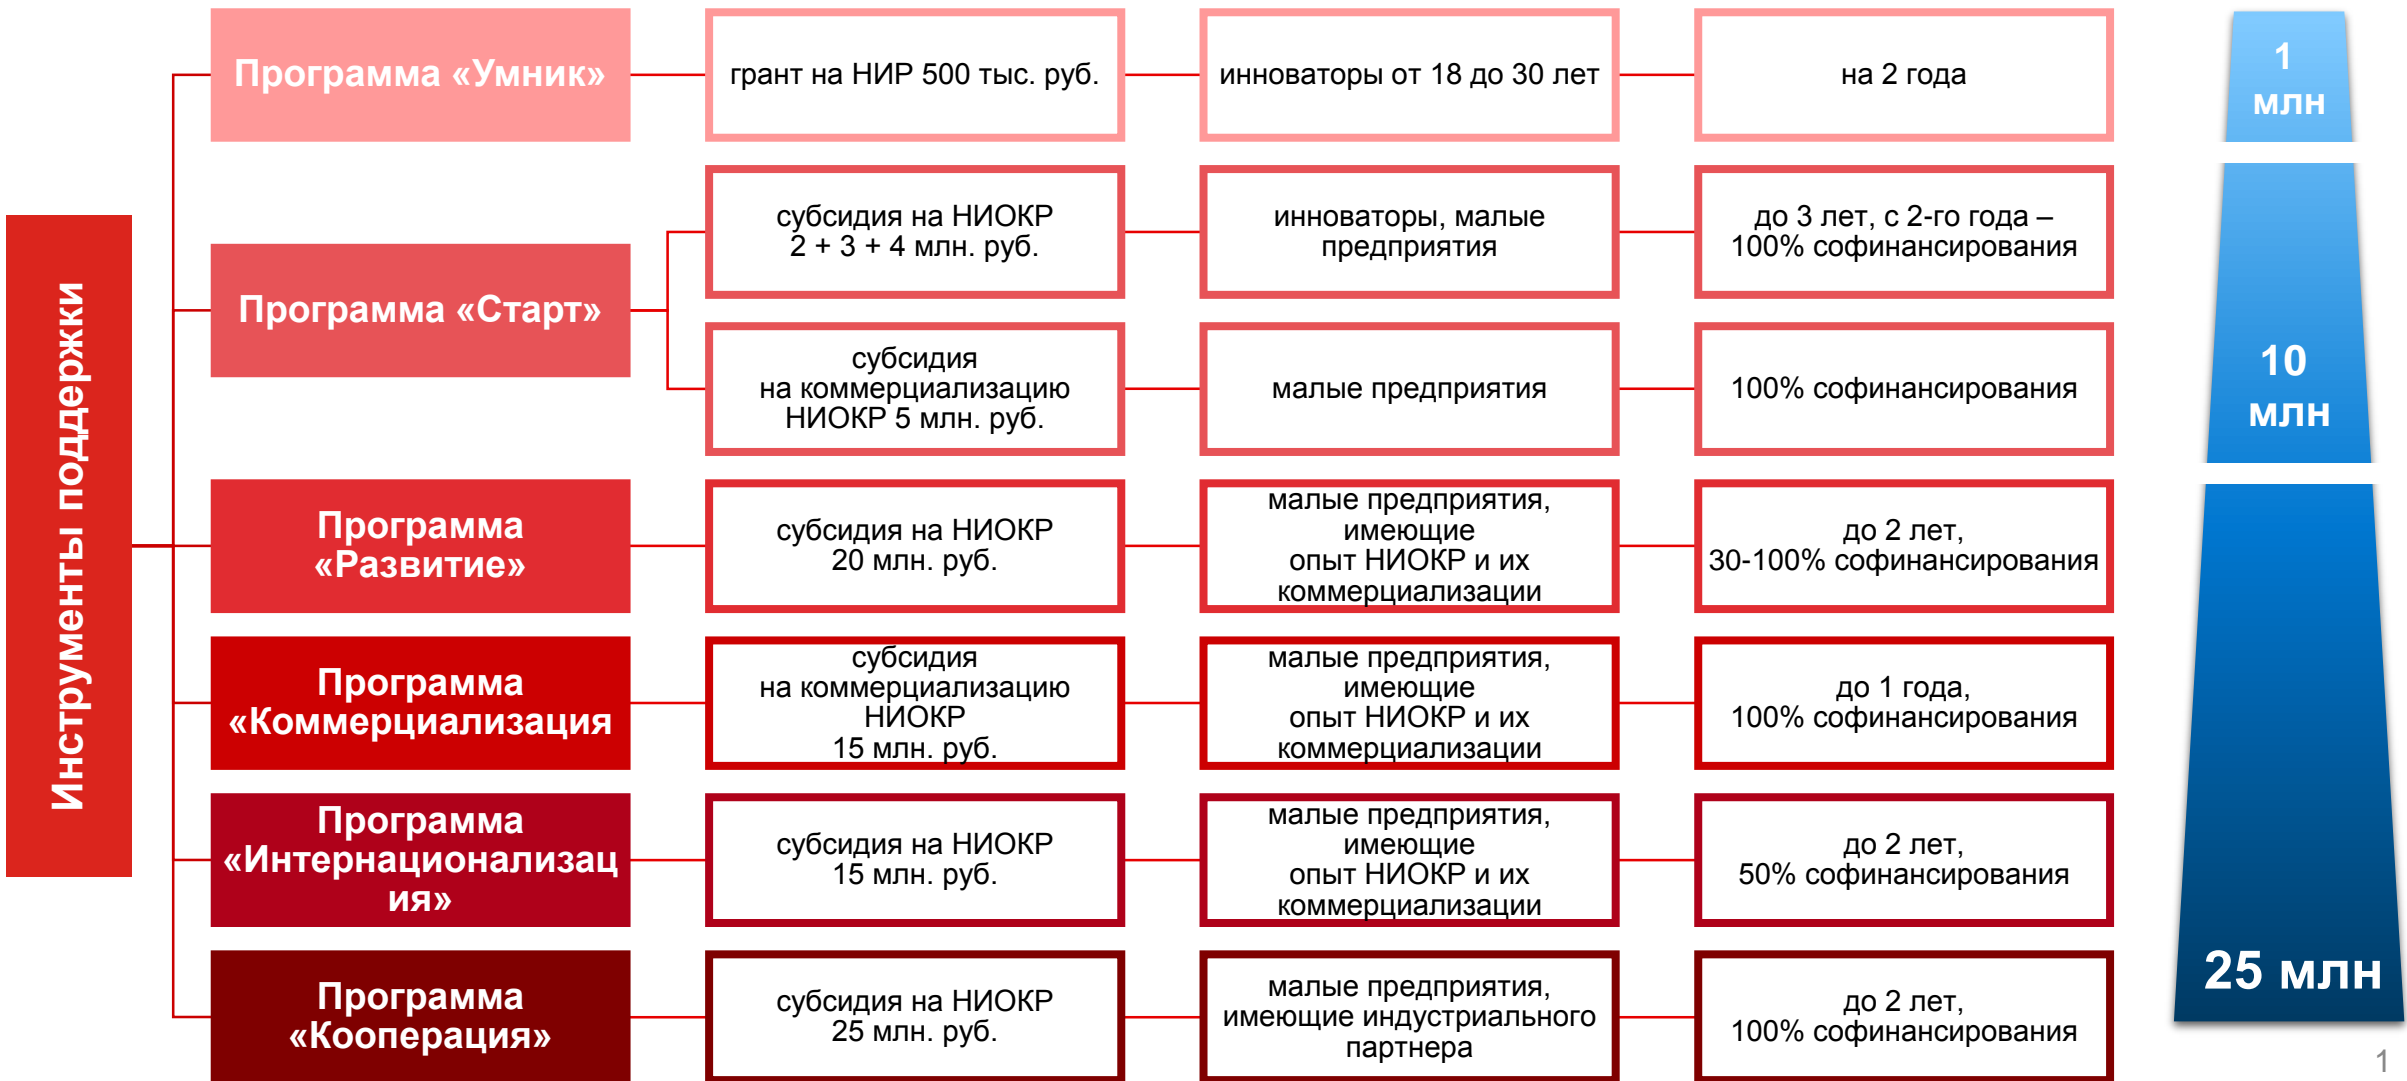 Инструменты поддержки
Программа «Умник»
грант на НИР 500 тыс. руб.
инноваторы от 18 до 30 лет
на 2 года
Программа «Старт»
субсидия на НИОКР
2 + 3 + 4 млн. руб.
инноваторы, малые
предприятия
до 3 лет, с 2-го года –
100% софинансирования
субсидия
на коммерциализацию
НИОКР 5 млн. руб.
малые предприятия
100% софинансирования
Программа
«Развитие»
субсидия на НИОКР
20 млн. руб.
малые предприятия,
имеющие
опыт НИОКР и их
коммерциализации
до 2 лет,
30-100% софинансирования
Программа
«Коммерциализация
субсидия
на коммерциализацию
НИОКР
15 млн. руб.
малые предприятия,
имеющие
опыт НИОКР и их
коммерциализации
до 1 года,
100% софинансирования
Программа
«Интернационализац
ия»
субсидия на НИОКР
15 млн. руб.
малые предприятия,
имеющие
опыт НИОКР и их
коммерциализации
до 2 лет,
50% софинансирования
Программа
«Кооперация»
субсидия на НИОКР
25 млн. руб.
малые предприятия,
имеющие индустриального
партнера
до 2 лет,
100% софинансирования
1
млн
10
млн
25 млн
1